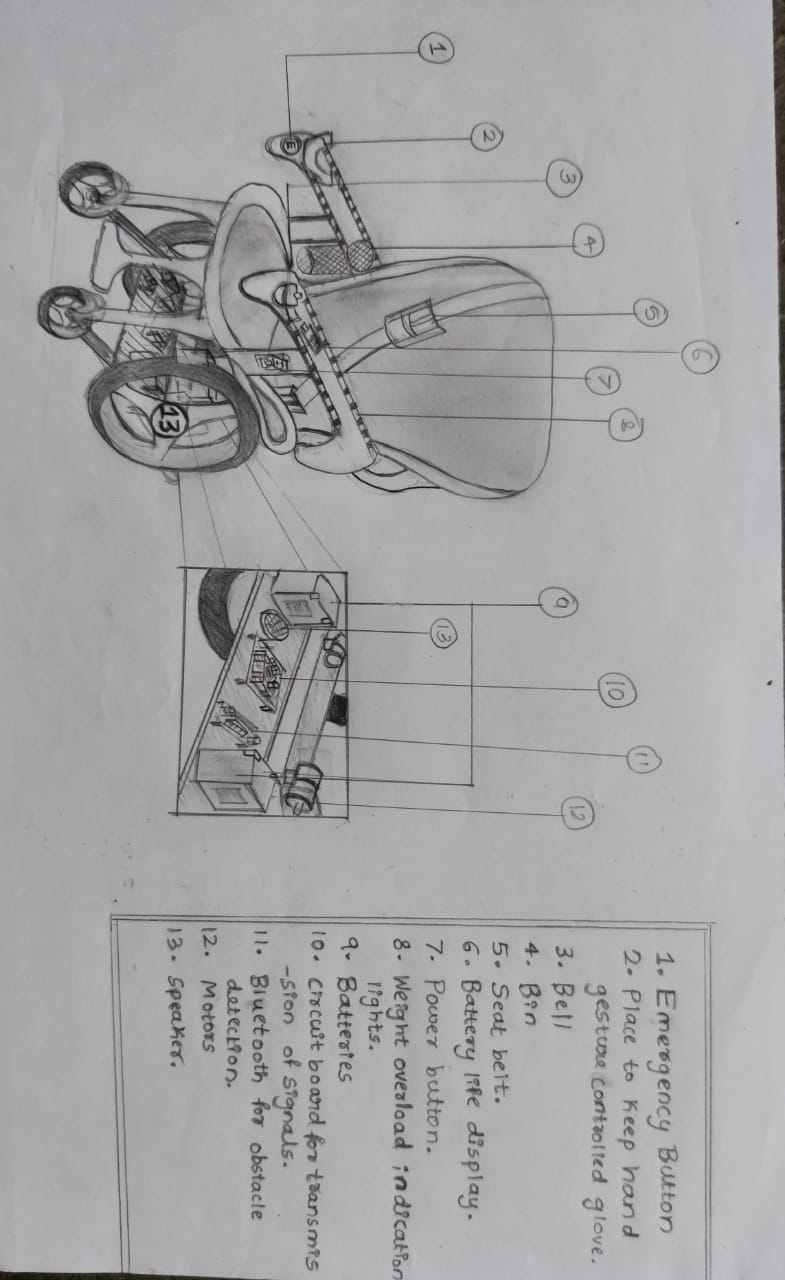 6
5
8
7
11
10
4
3
12
9
2
13
1
E
13
1. Emergency Button
2. Place to keep hand
gesture controlled glove.
3. Bell
4. Bin
5. Seat belt.
6. Battery life display.
7. Power button.
8- Weight overload indication
lights.
9. Batteries
10. Circuit board for transmis
-sion of signals.
11. Bluetooth for obstacle
detection.
12. Motors
13. Speaker.